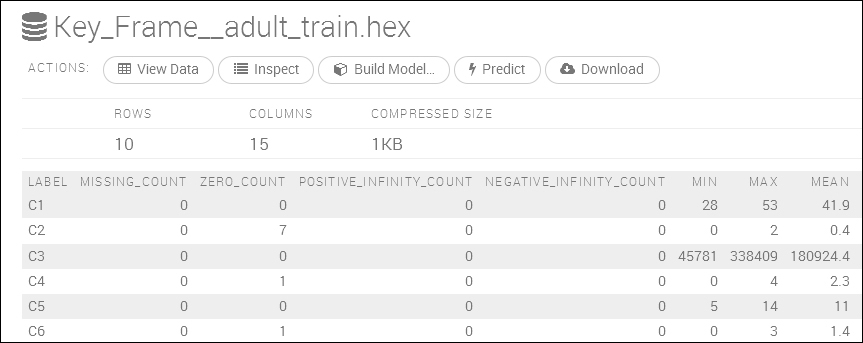 Key_Frame__adult_train.hex
ACTIONS: View Data Inspect Build Model... Predict Download
ROWS COLUMNS COMPRESSED SIZE
10 15 1KB
LABEL MISSING_COUNT ZERO_COUNT POSITIVE_INFINITY_COUNT NEGATIVE_INFINITY_COUNT MIN MAX MEAN
C1 0 0 0 0 28 53 41.9
C2 0 7 0 0 0 2 0.4
C3 0 0 0 0 45781 338409 180924.4
C4 0 1 0 0 0 4 2.3
C5 0 0 0 0 5 14 11
C6 0 1 0 0 0 3 1.4